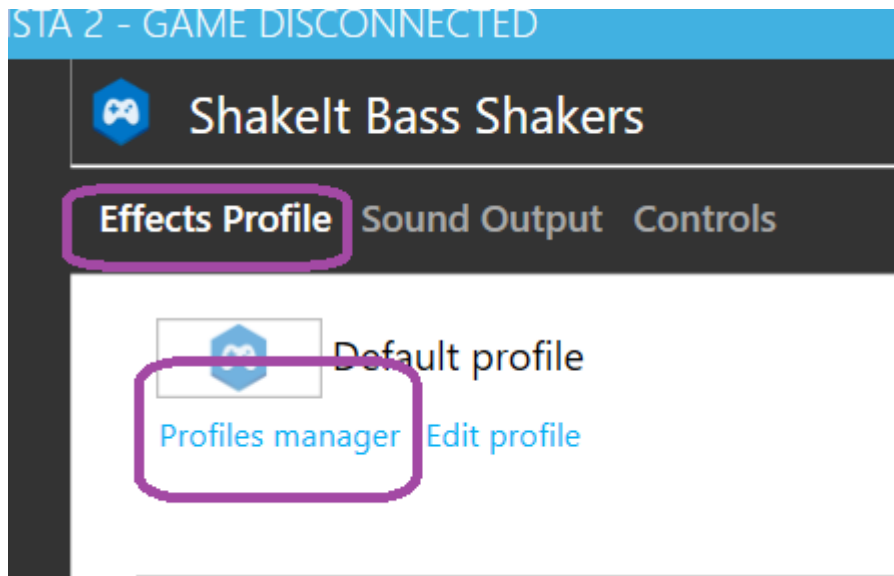 ISTA 2 - GAME DISCONNECTED
ShakeIt Bass Shakers
Effects Profile Sound Output Controls
Default profile
Profiles manager Edit profile